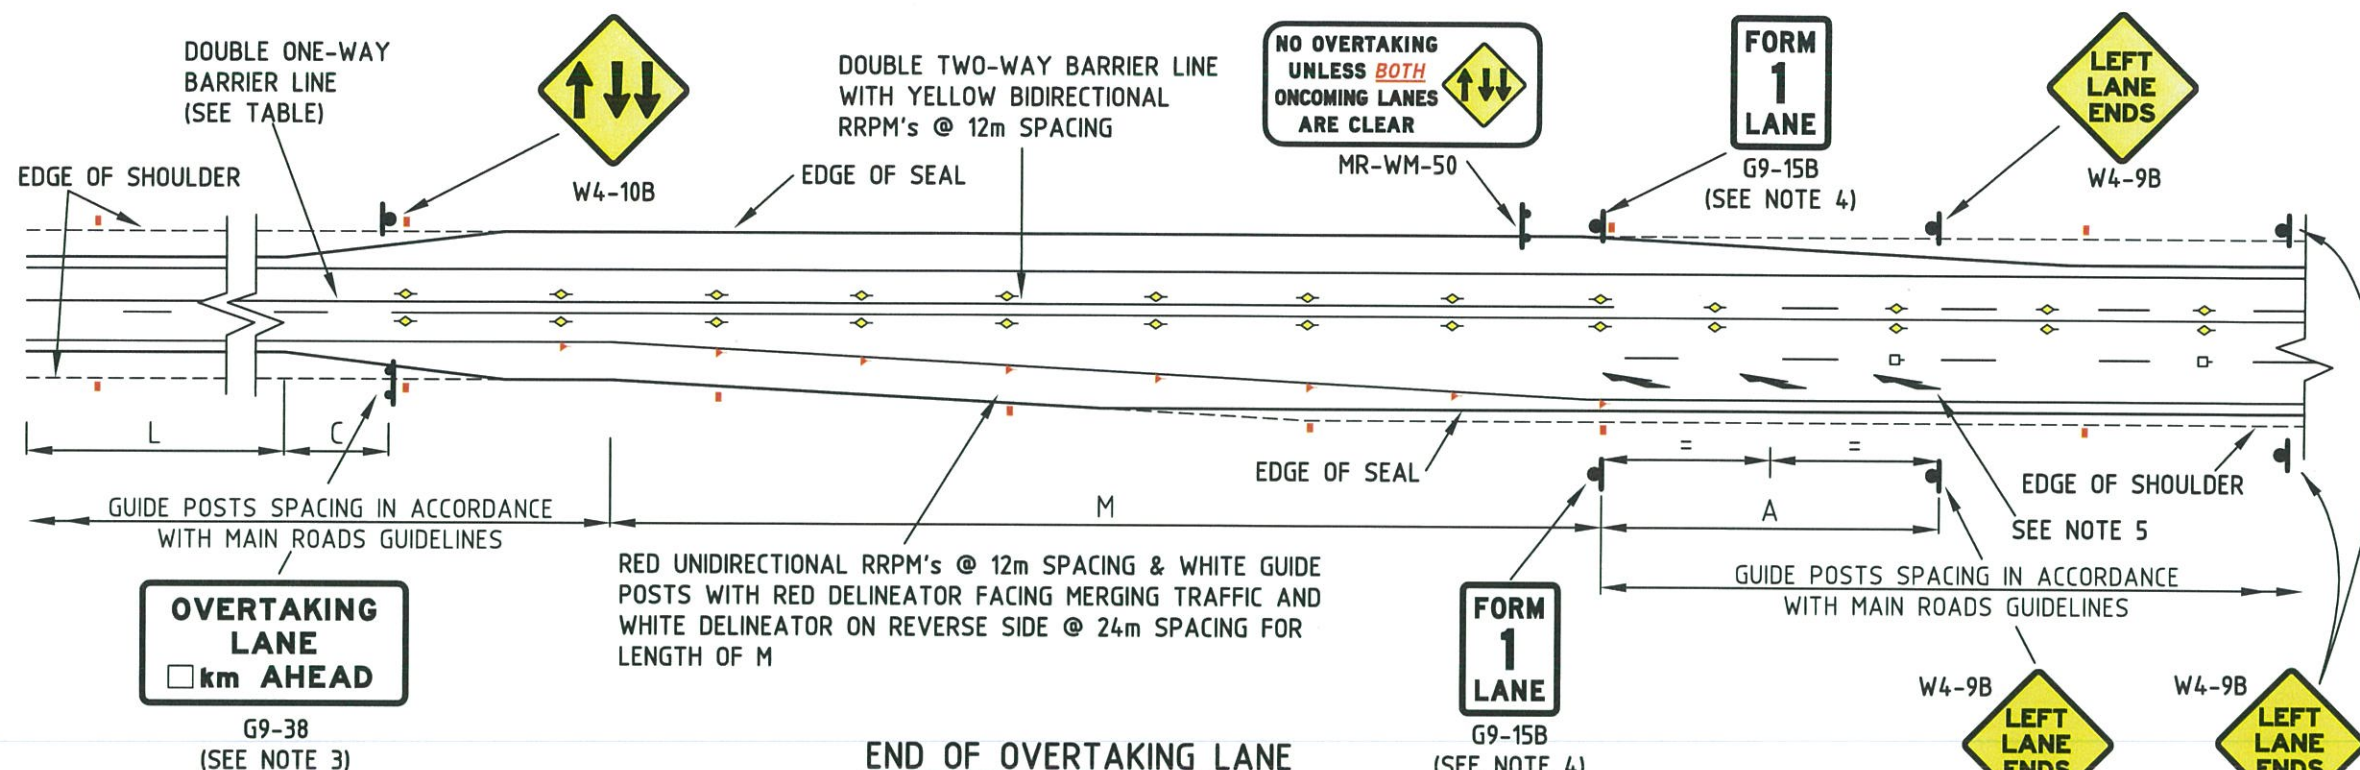 DOUBLE ONE-WAY
BARRIER LINE
(SEE TABLE)
EDGE OF SHOULDER
W4-10B
DOUBLE TWO-WAY BARRIER LINE
WITH YELLOW BIDIRECTIONAL
RRPM's @ 12m SPACING
EDGE OF SEAL
NO OVERTAKING
UNLESS BOTH
ONCOMING LANES
ARE CLEAR
MR-WM-50
FORM
1
LANE
G9-15B
(SEE NOTE 4)
LEFT
LANE
ENDS
W4-9B
L
C
GUIDE POSTS SPACING IN ACCORDANCE
WITH MAIN ROADS GUIDELINES
OVERTAKING
LANE
km AHEAD
G9-38
(SEE NOTE 3)
M
RED UNIDIRECTIONAL RRPM's @ 12m SPACING & WHITE GUIDE
POSTS WITH RED DELINEATOR FACING MERGING TRAFFIC AND
WHITE DELINEATOR ON REVERSE SIDE @ 24m SPACING FOR
LENGTH OF M
EDGE OF SEAL
=
=
A
EDGE OF SHOULDER
SEE NOTE 5
GUIDE POSTS SPACING IN ACCORDANCE
WITH MAIN ROADS GUIDELINES
FORM
1
LANE
G9-15B
(SEE NOTE 4)
W4-9B
LEFT
LANE
ENDS
W4-9B
LEFT
LANE
ENDS
END OF OVERTAKING LANE